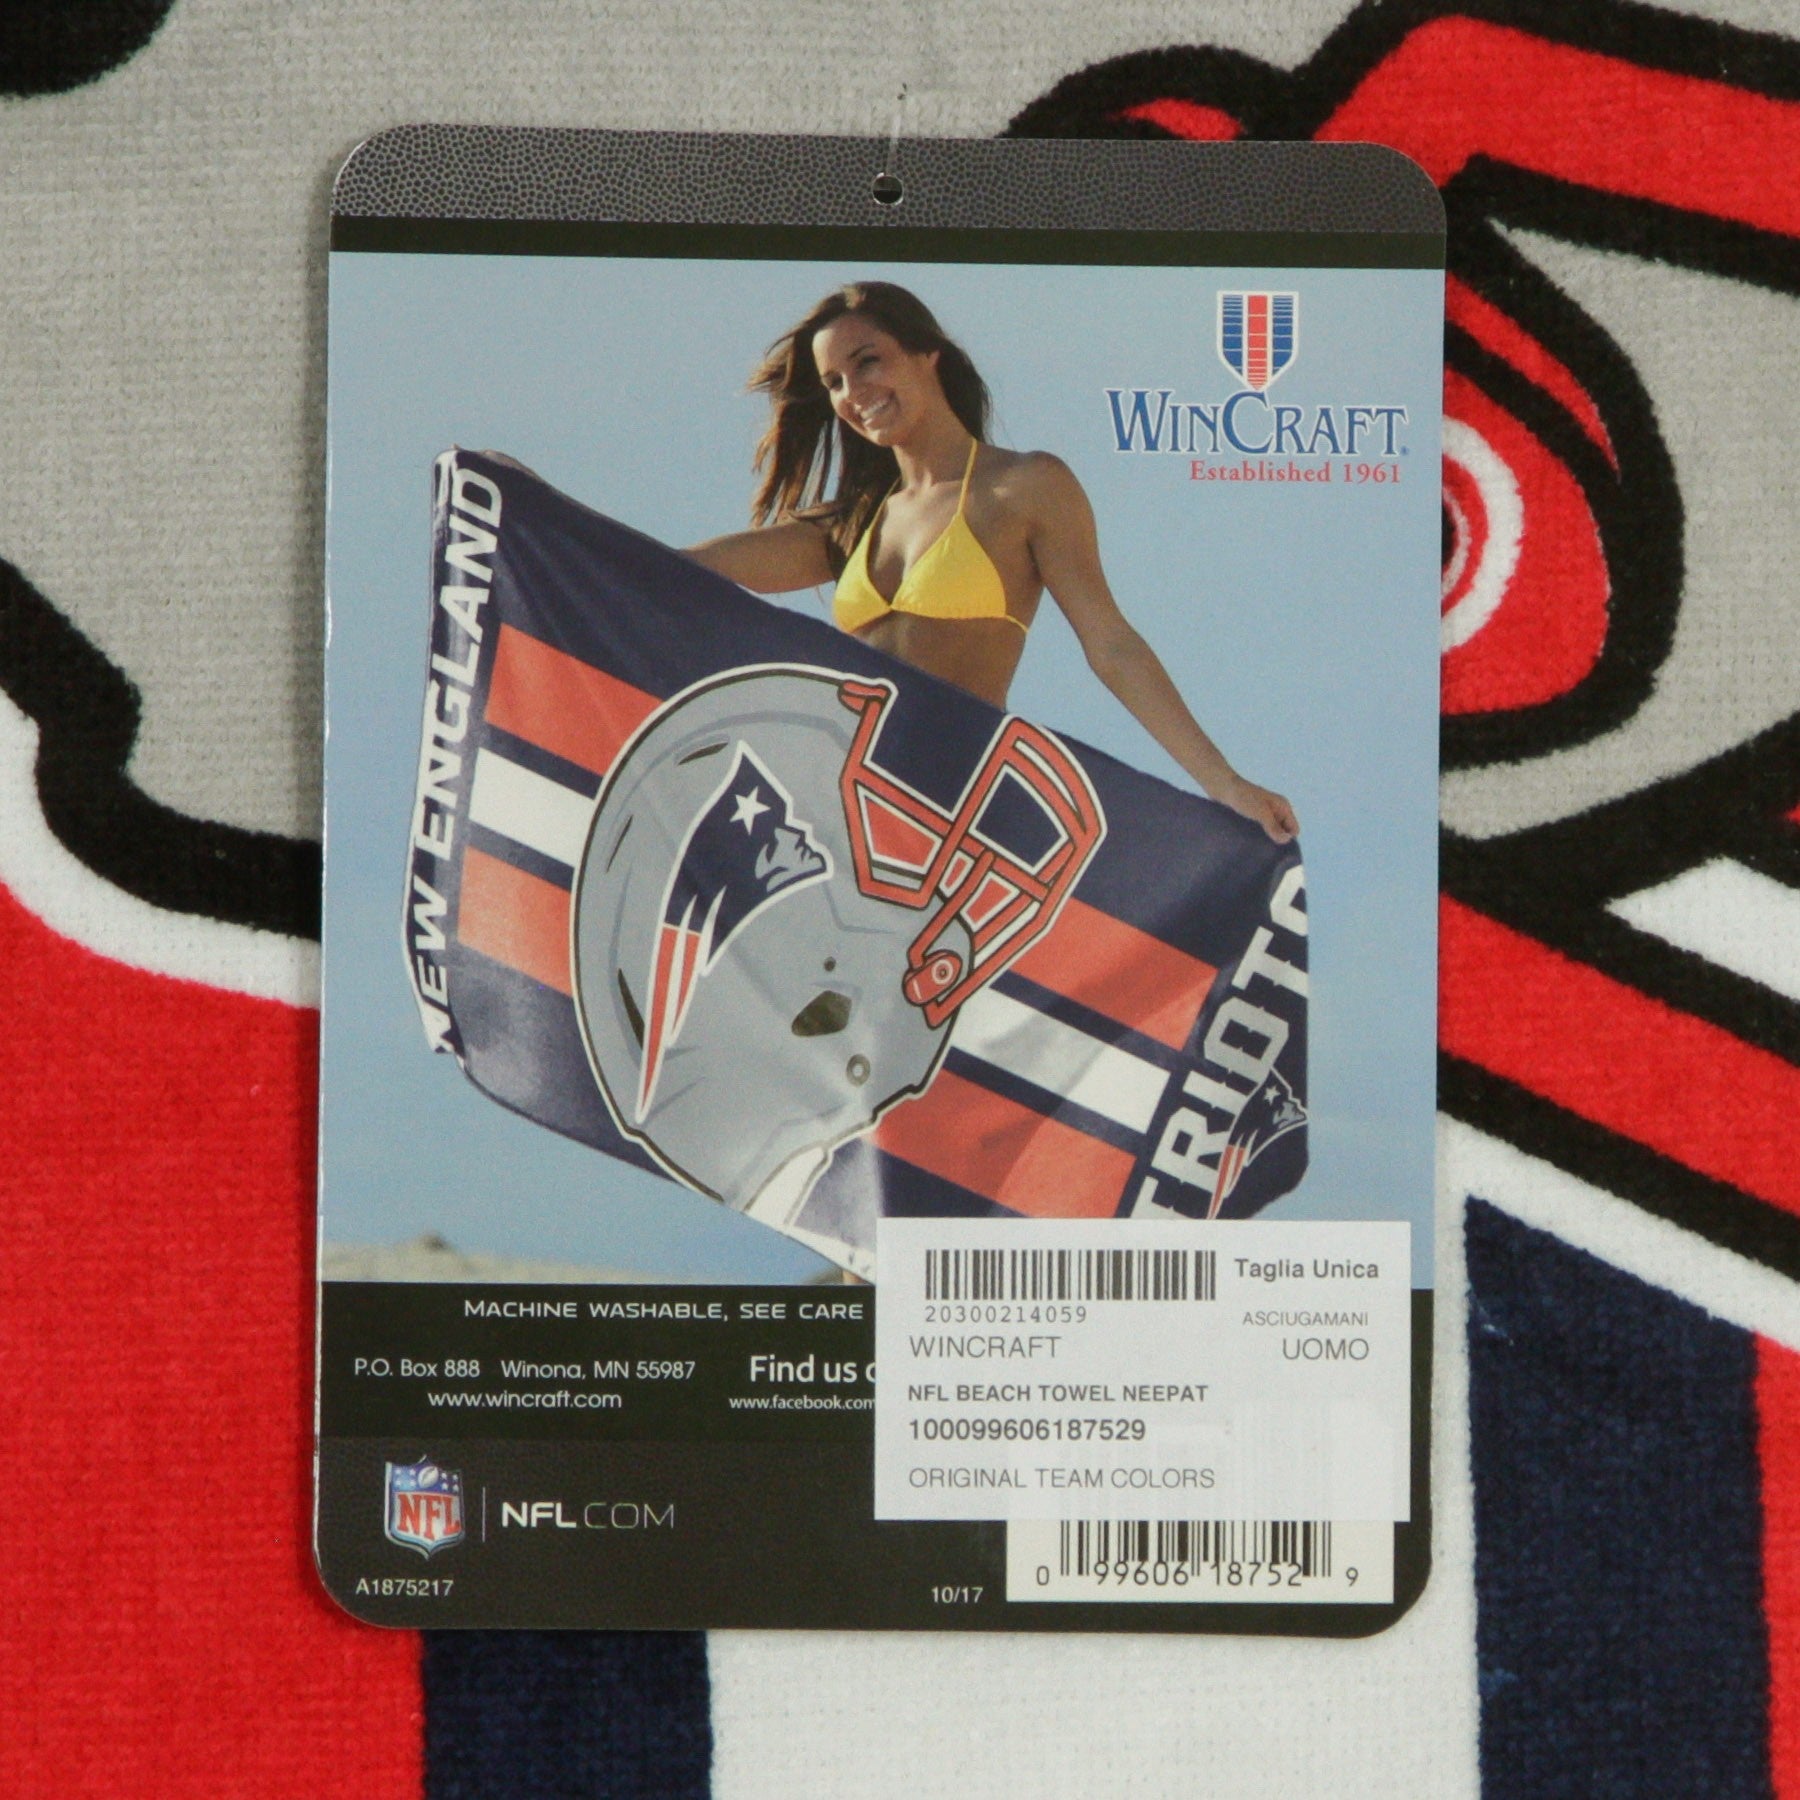 WINCRAFT®
Established 1961
NEW ENGLAND
TRIOTS
MACHINE WASHABLE, SEE CARE
P.O. Box 888 Winona, MN 55987
www.wincraft.com
Find us
www.facebook.com
NFL
NFL.COM
A1875217
10/17
Taglia Unica
20300214059
ASCIUGAMANI
WINCRAFT
UOMO
NFL BEACH TOWEL NEEPAT
100099606187529
ORIGINAL TEAM COLORS
0 99606 18752 9